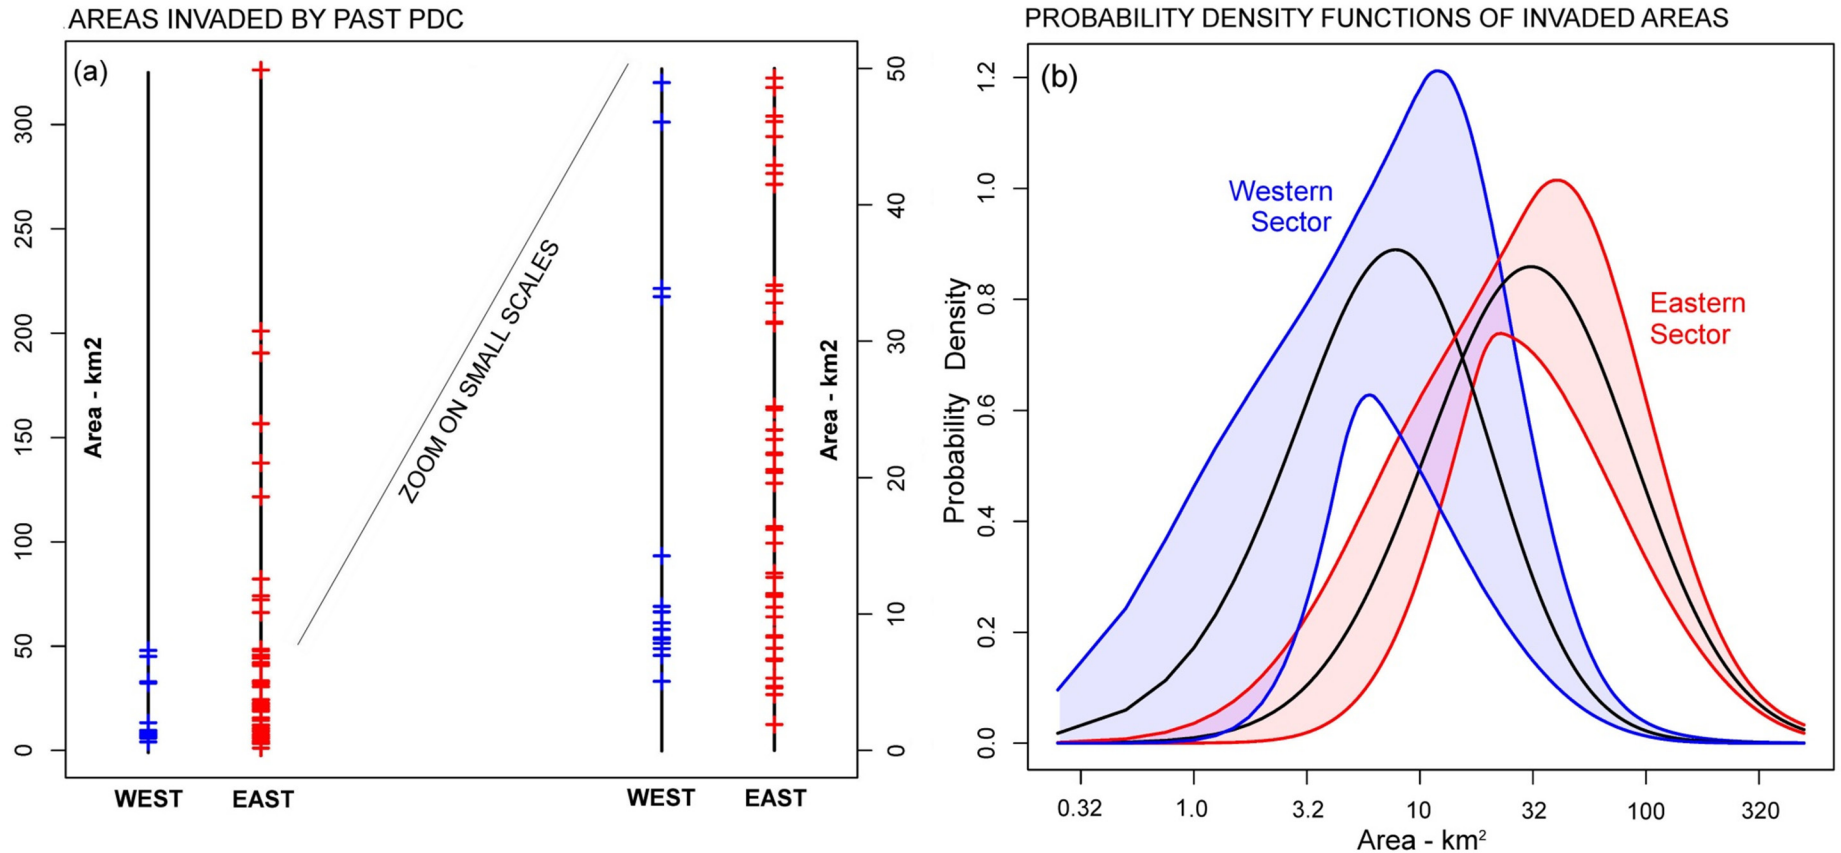 AREAS INVADED BY PAST PDC
(a)
0
50
100
150
200
250
300
Area - km2
ZOOM ON SMALL SCALES
0
10
20
30
40
50
Area - km2
WEST
EAST
WEST
EAST
PROBABILITY DENSITY FUNCTIONS OF INVADED AREAS
(b)
0.0
0.2
0.4
0.6
0.8
1.0
1.2
Probability Density
Western
Sector
Eastern
Sector
0.32
1.0
3.2
10
32
100
320
Area - km²